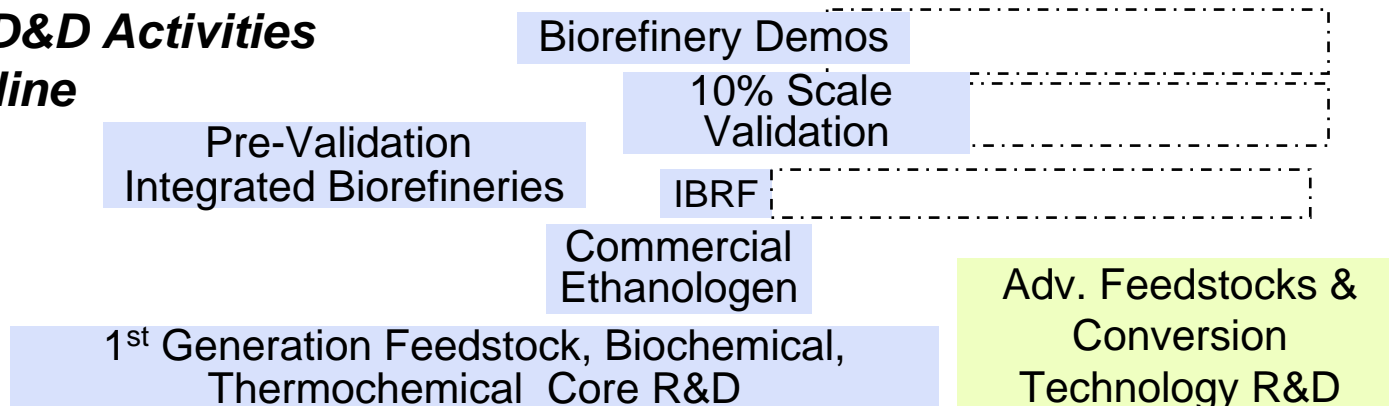 D&D Activities
Biorefinery Demos
line
10% Scale
Validation
Pre-Validation
Integrated Biorefineries
IBRF
Commercial
Ethanologen
Adv. Feedstocks &
Conversion
Technology R&D
1st Generation Feedstock, Biochemical,
Thermochemical Core R&D